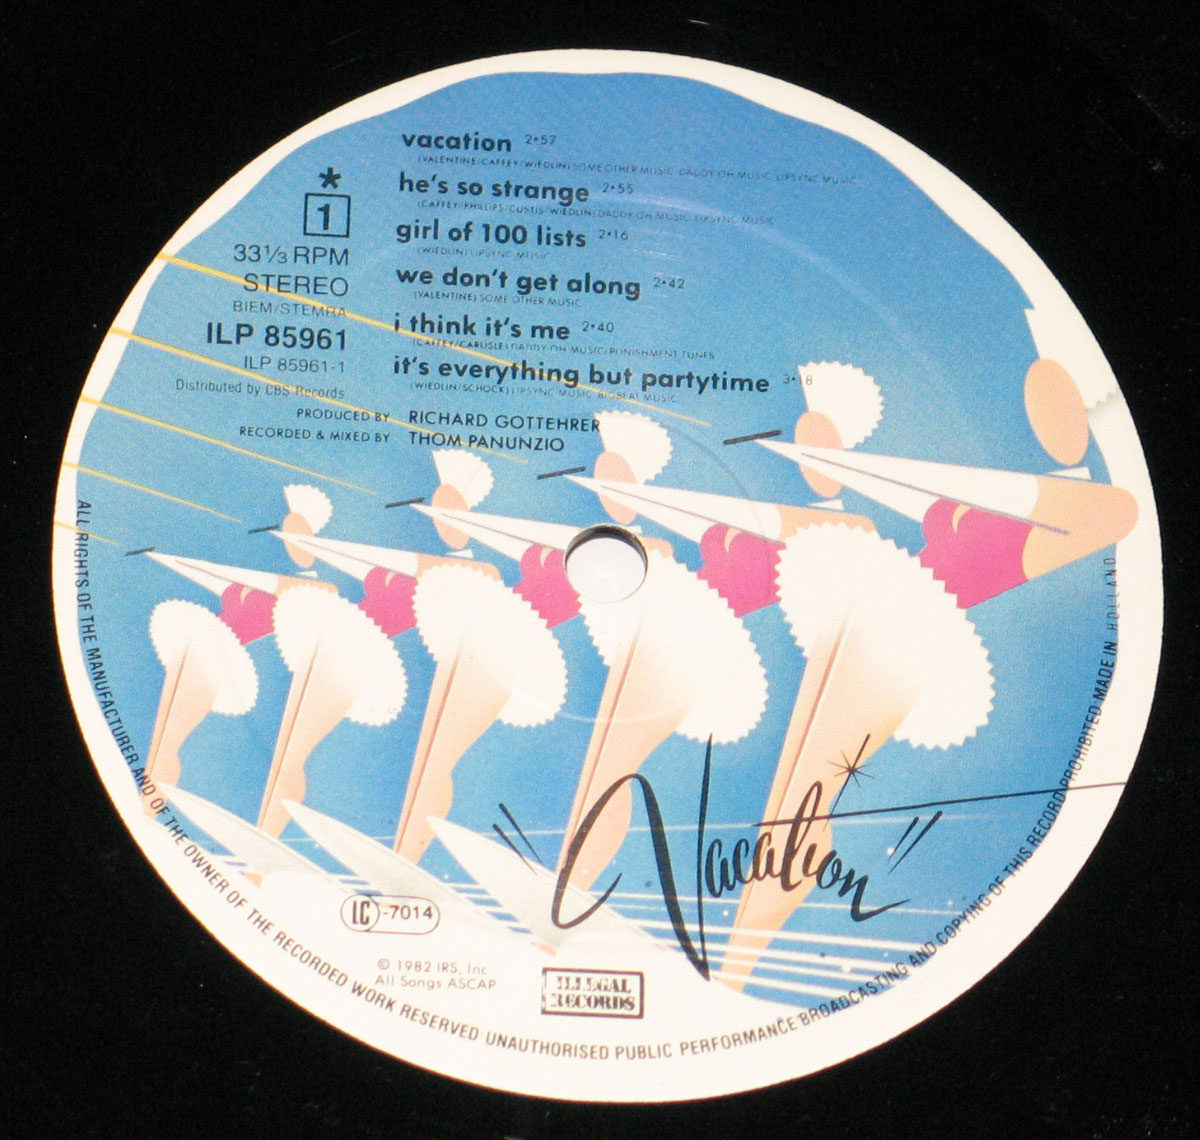 vacation 2•57
(VALENTINE/CAFFEY/WIEDLIN) SOME OTHER MUSIC DADDY OH MUSIC LIPSYNC MUSIC
he's so strange 2•55
(CAFFEY/PHILLIPS/CUSTIS/WIEDLIN) DADDY OH MUSIC LIPSYNC MUSIC
girl of 100 lists 2•16
(WIEDLIN) LIPSYNC MUSIC
we don't get along 2•42
(VALENTINE) SOME OTHER MUSIC
i think it's me 2•40
(CAFFEY/CARLISLE) DADDY OH MUSIC/PUNISHMENT TUNES
it's everything but partytime 3•18
(WIEDLIN/SCHOCK) LIPSYNC MUSIC BIGBEAT MUSIC
*
1
33⅓ RPM
STEREO
BIEM/STEMRA
ILP 85961
ILP 85961-1
Distributed by CBS Records
PRODUCED BY RICHARD GOTTEHRER
RECORDED & MIXED BY THOM PANUNZIO
"Vacation"
LC-7014
© 1982 IRS, Inc.
All Songs ASCAP
ILLEGAL
RECORDS
ALL RIGHTS OF THE MANUFACTURER AND OF THE OWNER OF THE RECORDED WORK RESERVED·UNAUTHORISED PUBLIC PERFORMANCE BROADCASTING AND COPYING OF THIS RECORD PROHIBITED MADE IN HOLLAND